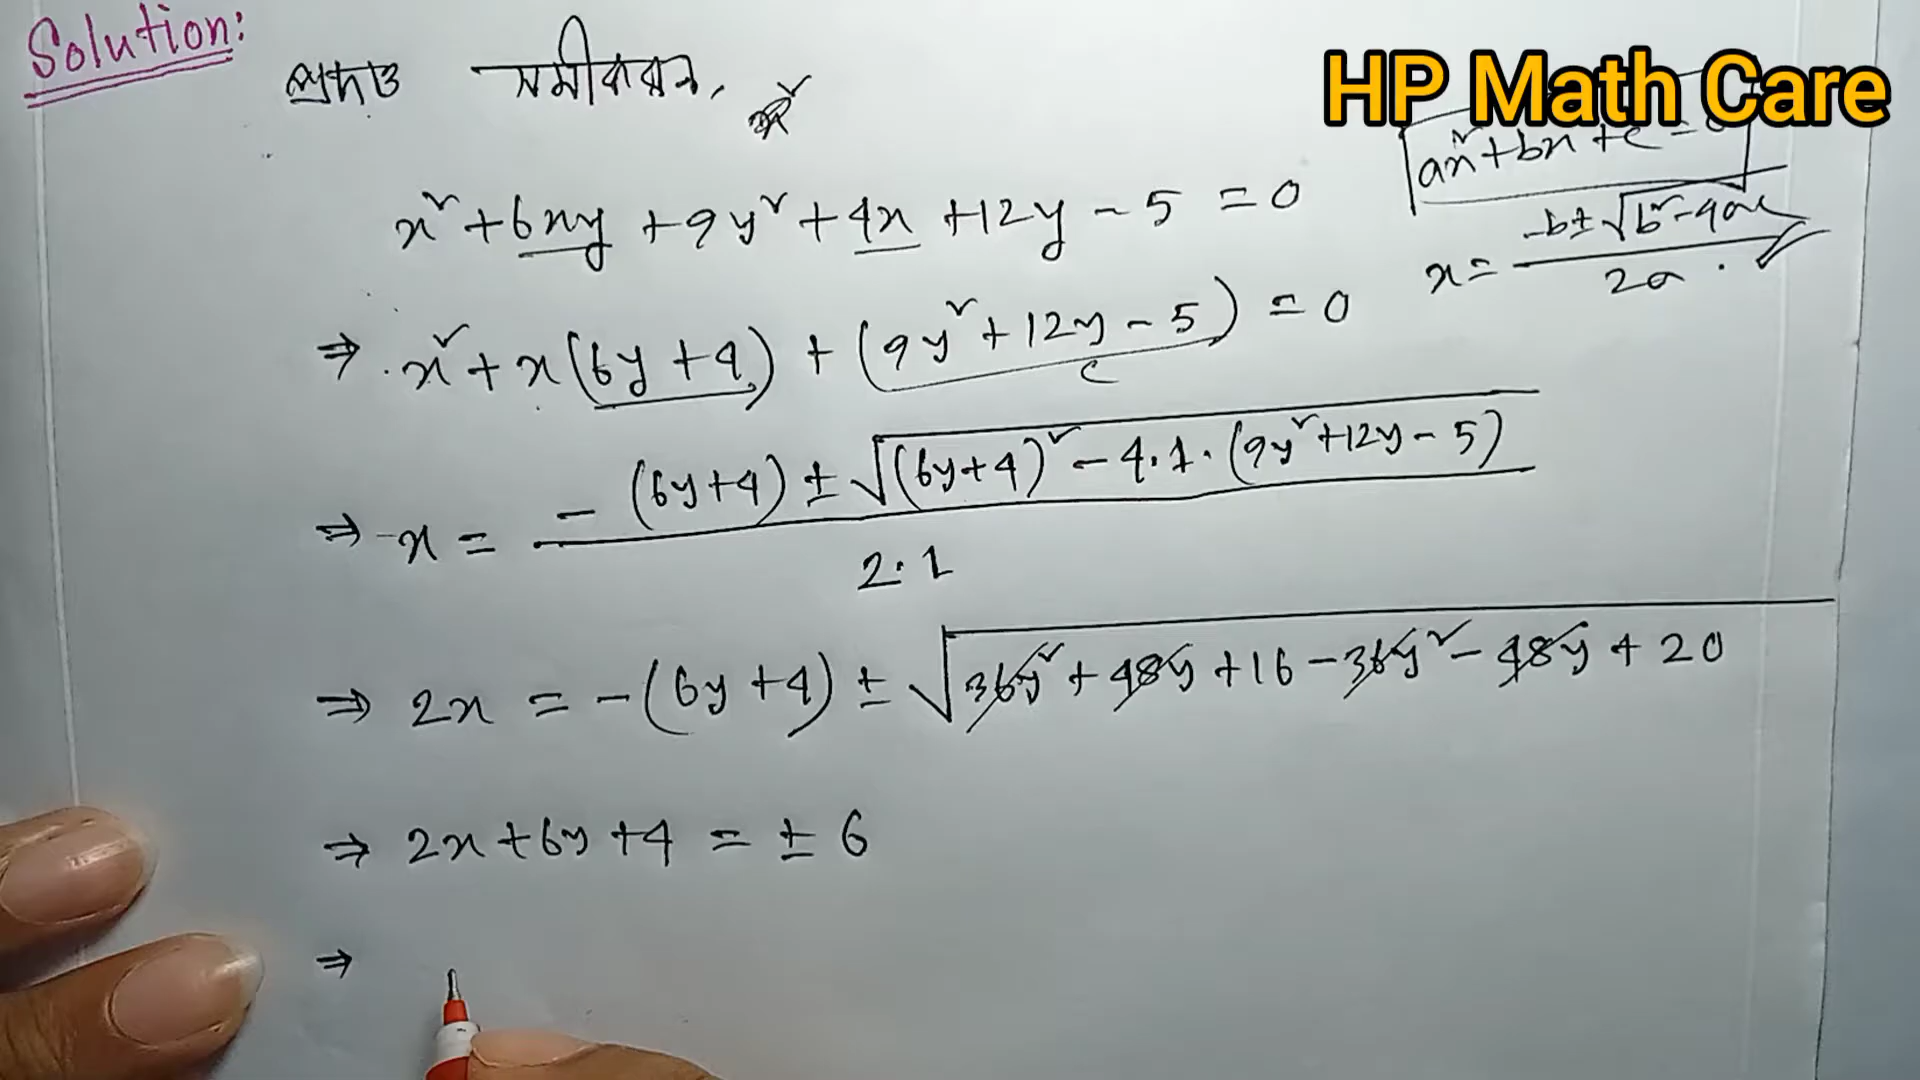 Solution:
প্রদত্ত সমীকরন,
HP Math Care
ax²+bx+c=0
x = (-b±√(b²-4ac))/2a
x²+6xy+9y²+4x+12y-5=0
⇒ x²+x(6y+4)+(9y²+12y-5)=0
c
⇒ x = (-(6y+4)±√((6y+4)²-4.1.(9y²+12y-5)))/2.1
⇒ 2x = -(6y+4)±√(36y²+48y+16-36y²-48y+20)
⇒ 2x+6y+4 = ±6
⇒